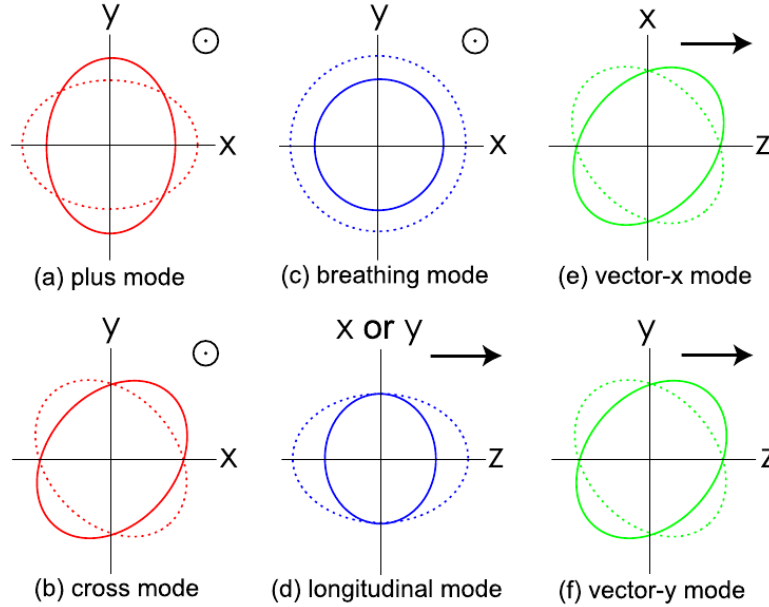 y
x
(a) plus mode
y
x
(c) breathing mode
x
z
(e) vector-x mode
y
x
(b) cross mode
x or y
z
(d) longitudinal mode
y
z
(f) vector-y mode